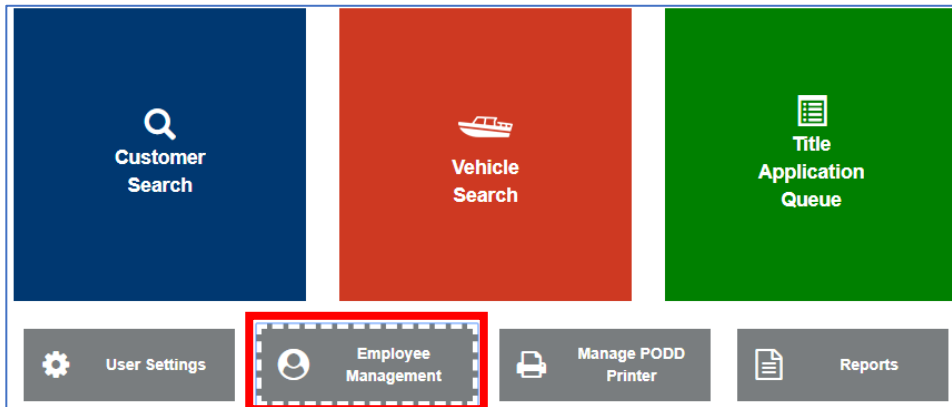 Customer
Search
Vehicle
Search
Title
Application
Queue
User Settings
Employee
Management
Manage PODD
Printer
Reports